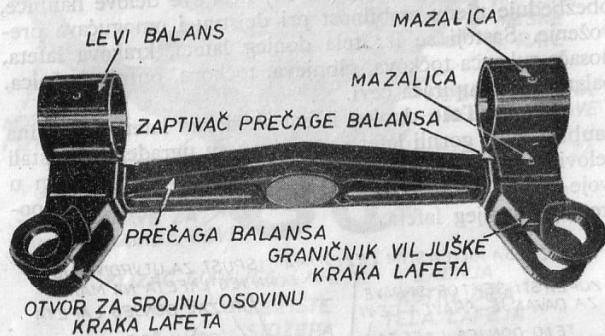 MAZALICA
LEVI BALANS
MAZALICA
ZAPTIVAČ PREČAGE BALANSA
PREČAGA BALANSA
GRANIČNIK VILJUŠKE
KRAKA LAFETA
OTVOR ZA SPOJNU OSOVINU
KRAKA LAFETA